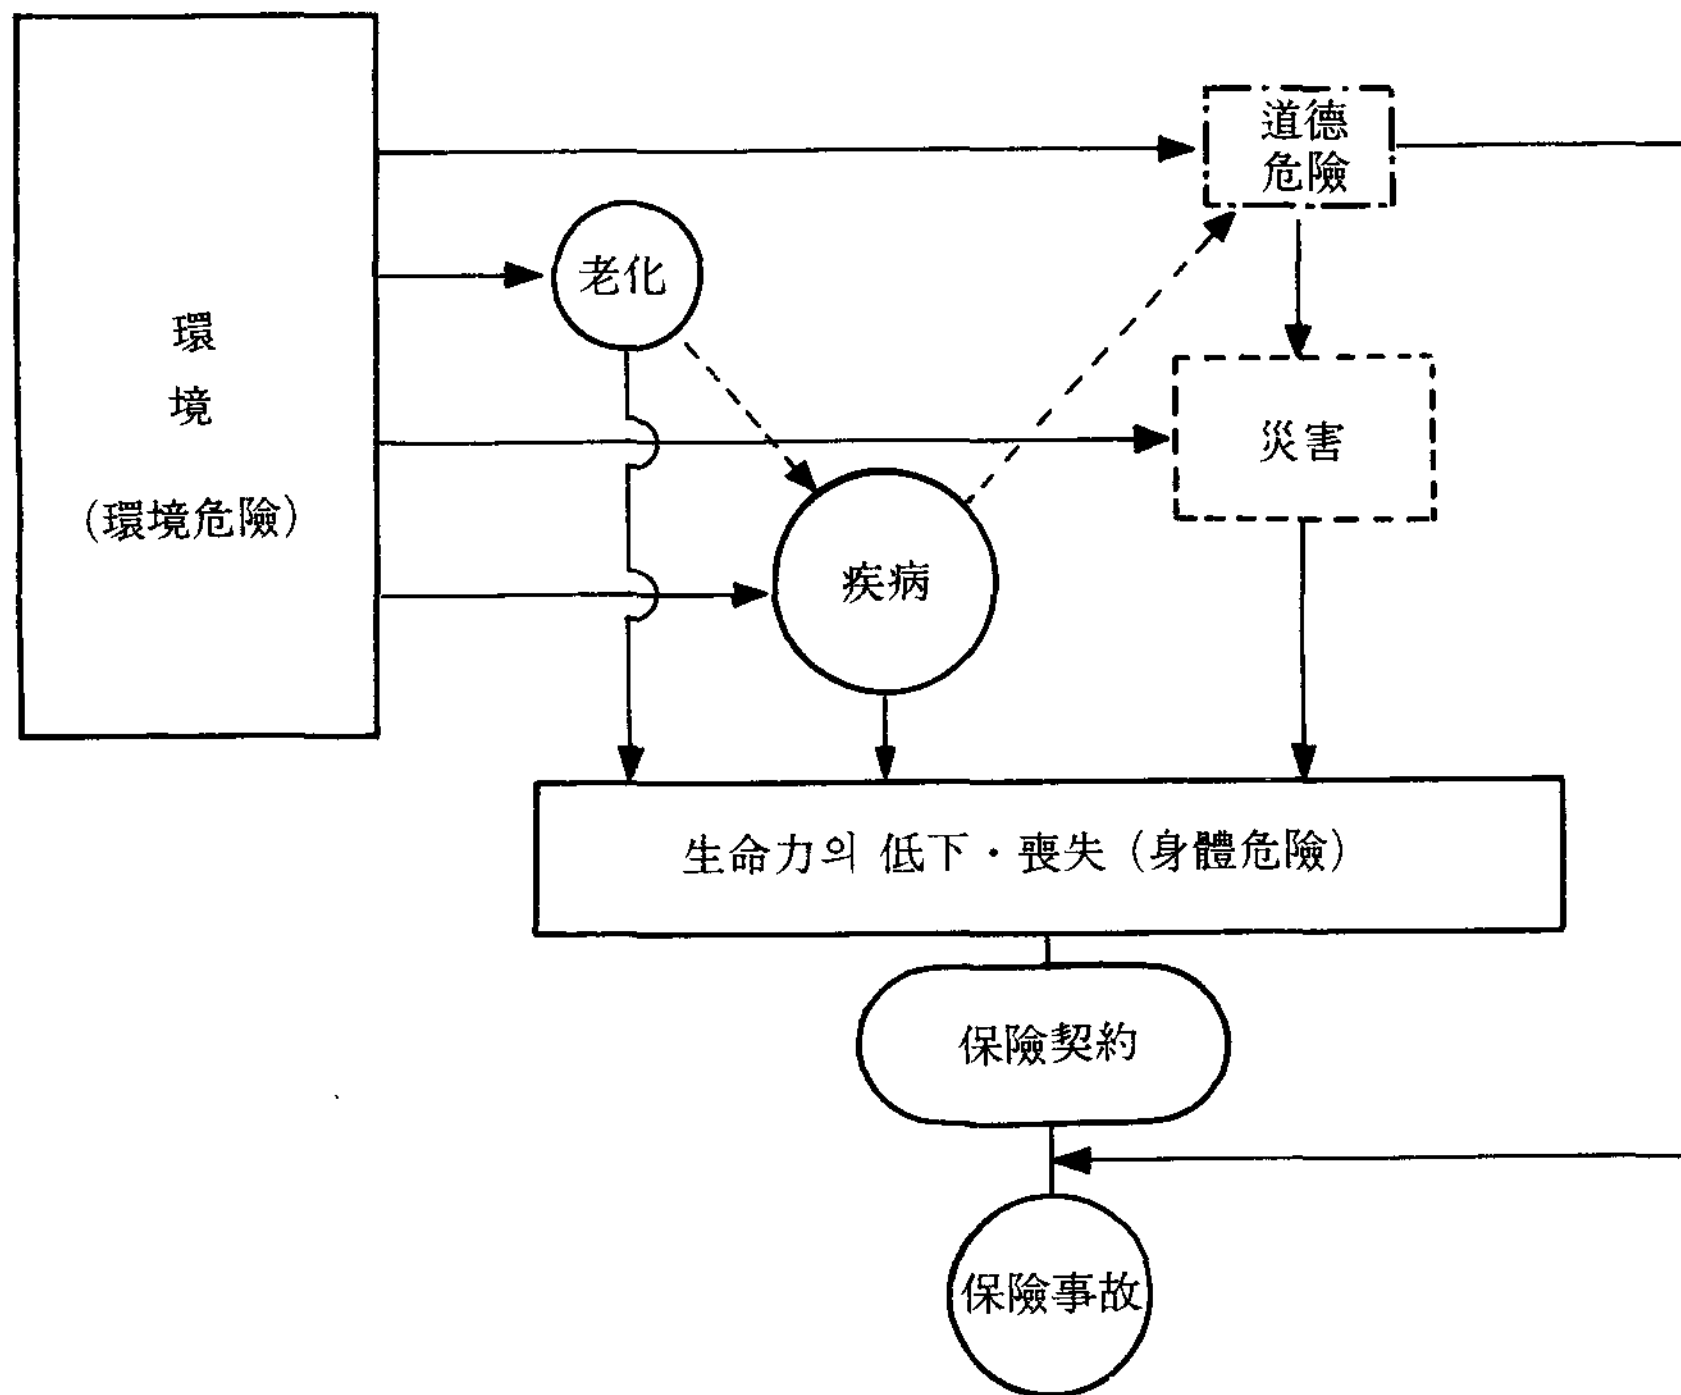 道德
危險
老化
環
境
(環境危險)
災害
疾病
生命力의 低下・喪失 (身體危險)
保險契約
保險事故